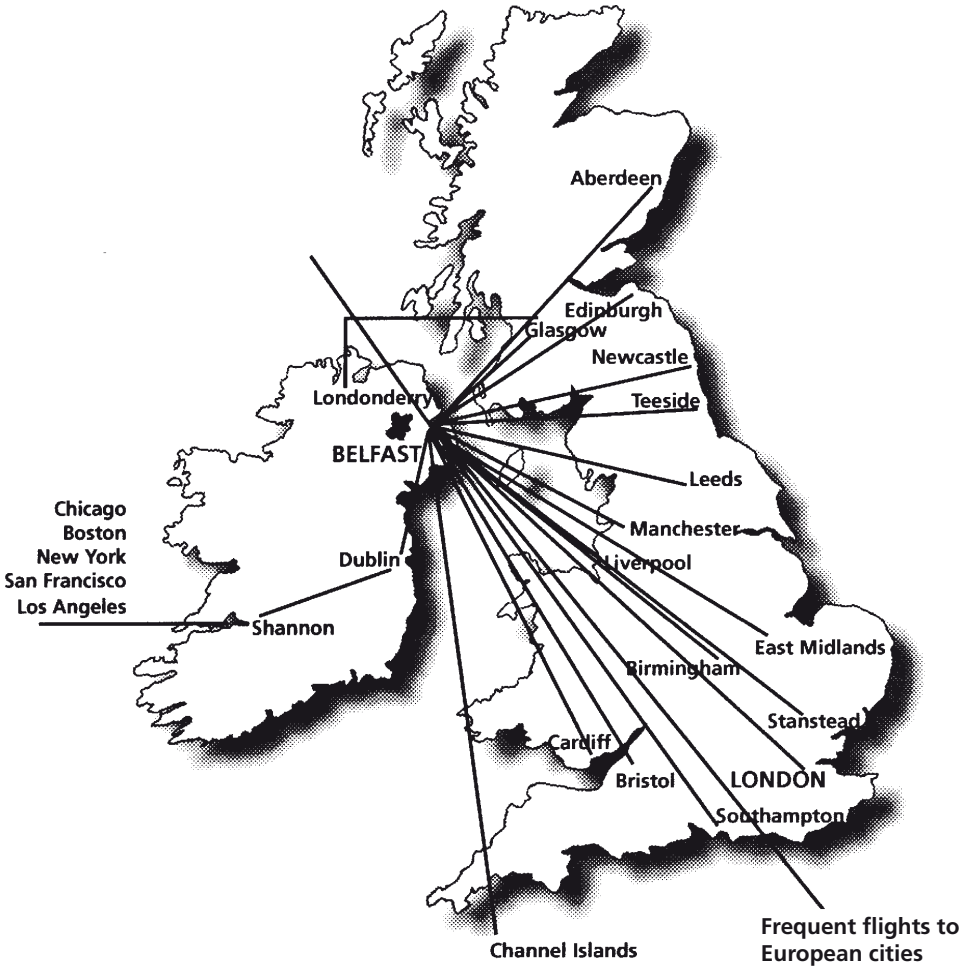 Aberdeen
Edinburgh
Glasgow
Newcastle
Londonderry
Teeside
BELFAST
Leeds
Chicago
Boston
New York
San Francisco
Los Angeles
Manchester
Dublin
Liverpool
Shannon
East Midlands
Birmingham
Stanstead
Cardiff
Bristol
LONDON
Southampton
Frequent flights to
European cities
Channel Islands